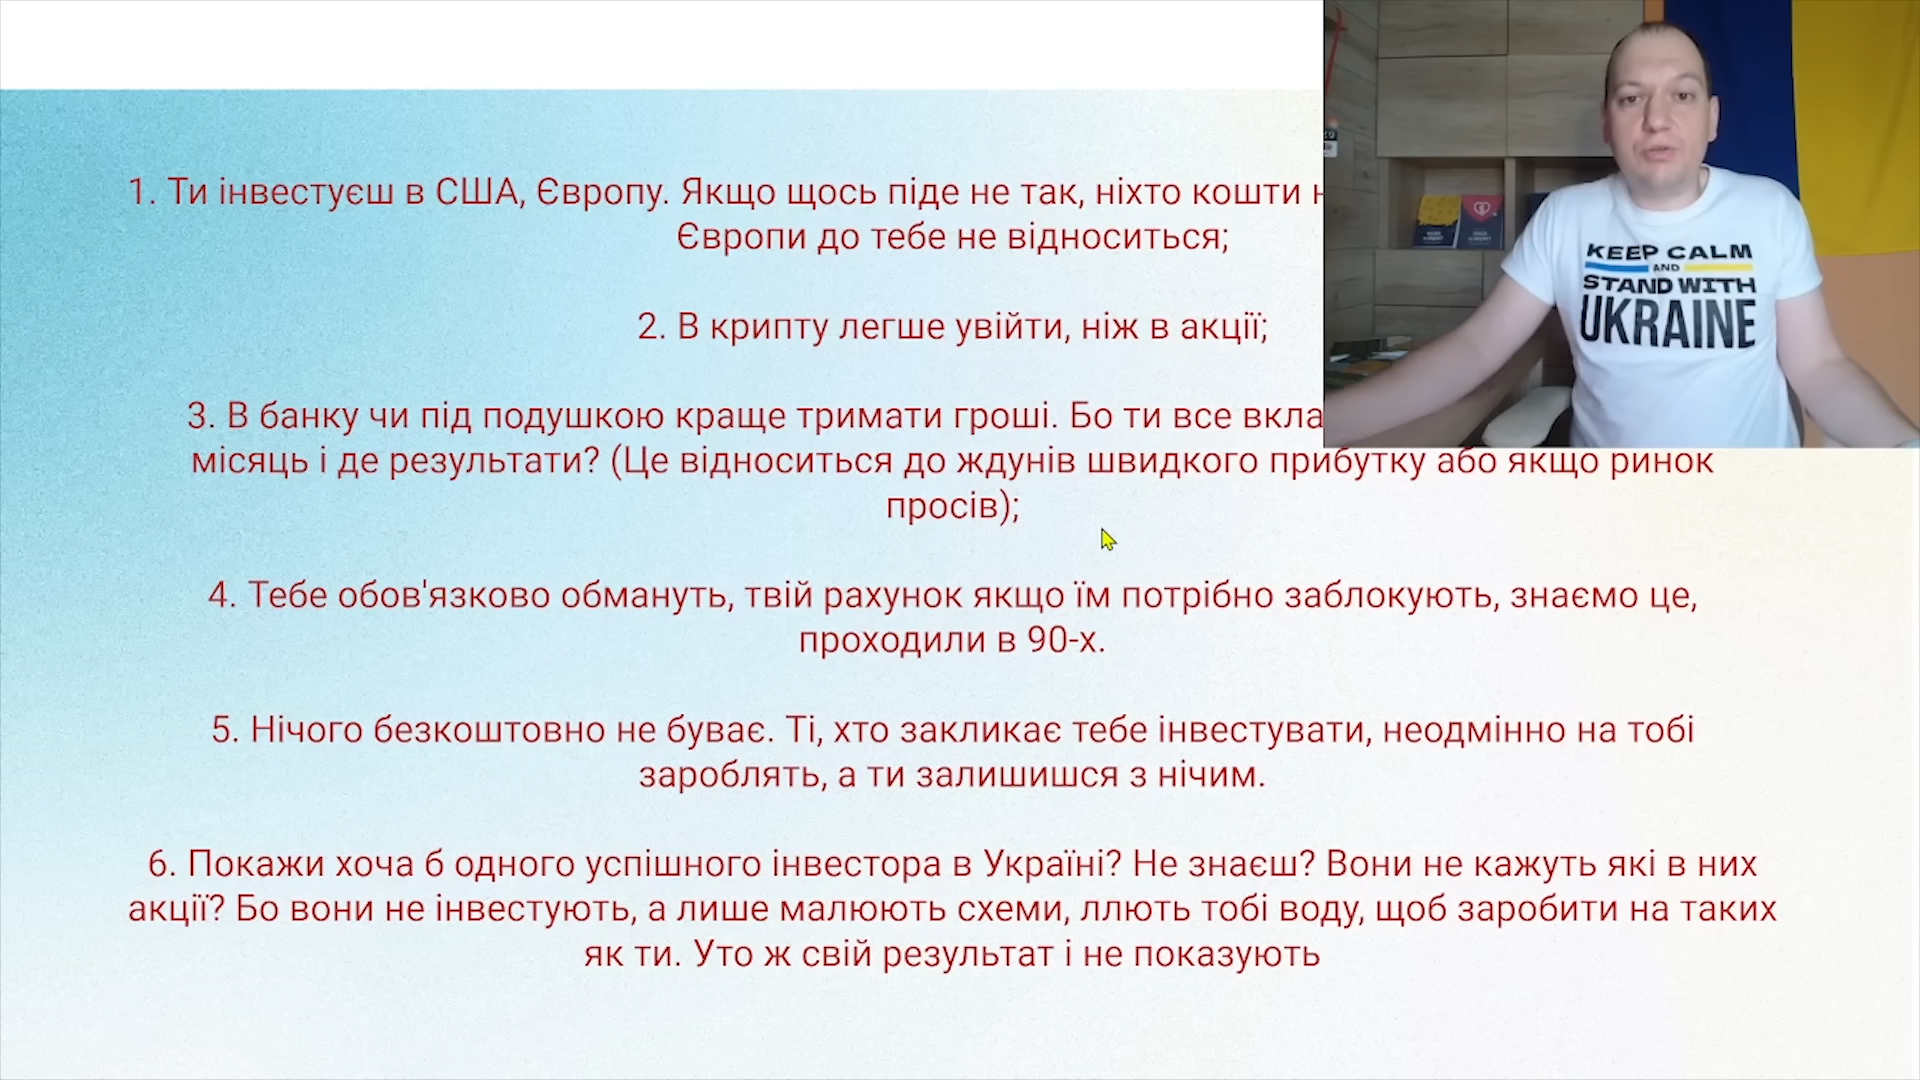 1. Ти інвестуєш в США, Європу. Якщо щось піде не так, ніхто кошти
Європи до тебе не відноситься;
2. В крипту легше увійти, ніж в акції;
3. В банку чи під подушкою краще тримати гроші. Бо ти все
місяць і де результати? (Це відноситься до ждунів швидкого прибутку або якщо ринок
просів);
4. Тебе обов'язково обмануть, твій рахунок якщо їм потрібно заблокують, знаємо це,
проходили в 90-х.
5. Нічого безкоштовно не буває. Ті, хто закликає тебе інвестувати, неодмінно на тобі
зароблять, а ти залишишся з нічим.
6. Покажи хоча б одного успішного інвестора в Україні? Не знаєш? Вони не кажуть які в них
акції? Бо вони не інвестують, а лише малюють схеми, ллють тобі воду, щоб заробити на таких
як ти. Уто ж свій результат і не показують
KEEP CALM
AND
STAND WITH
UKRAINE